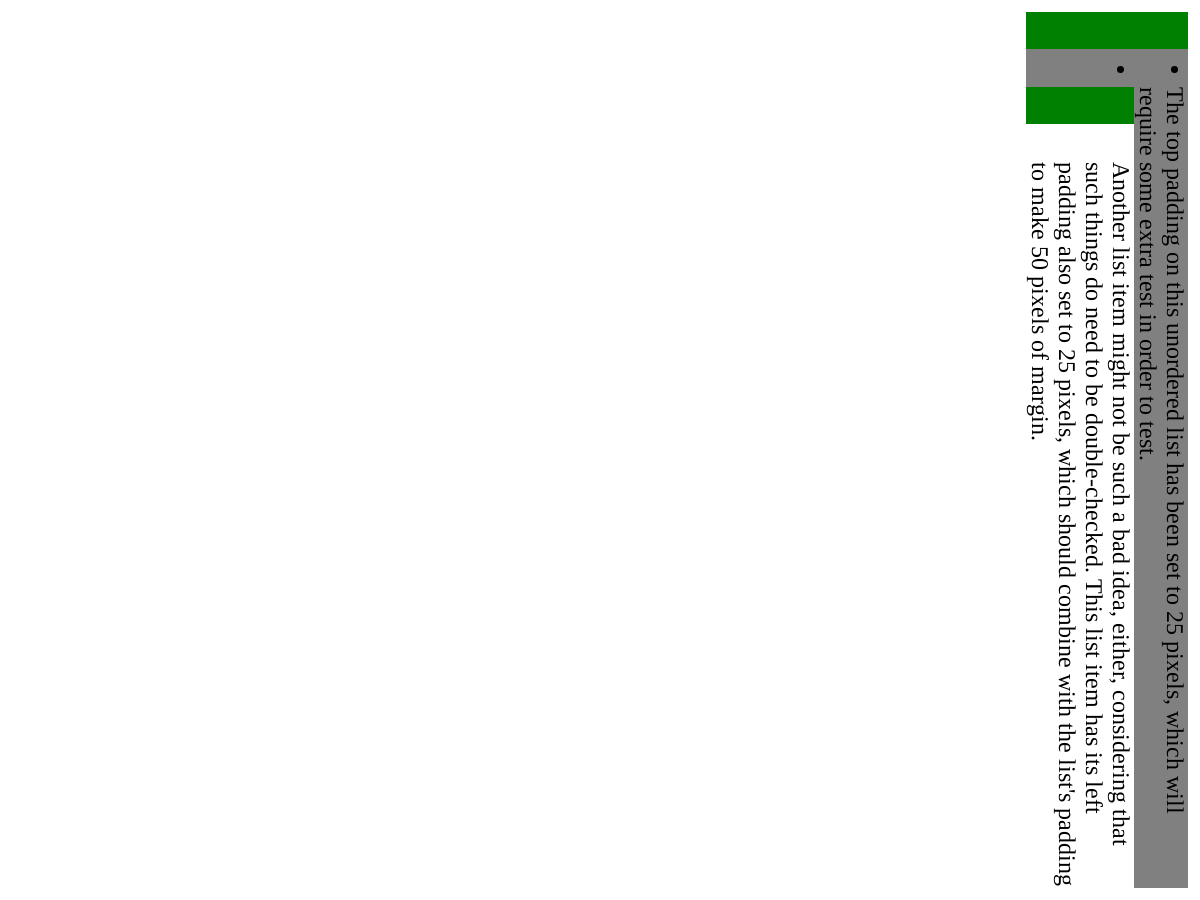 • The top padding on this unordered list has been set to 25 pixels, which will
require some extra test in order to test.
• Another list item might not be such a bad idea, either, considering that
such things do need to be double-checked. This list item has its left
padding also set to 25 pixels, which should combine with the list's padding
to make 50 pixels of margin.